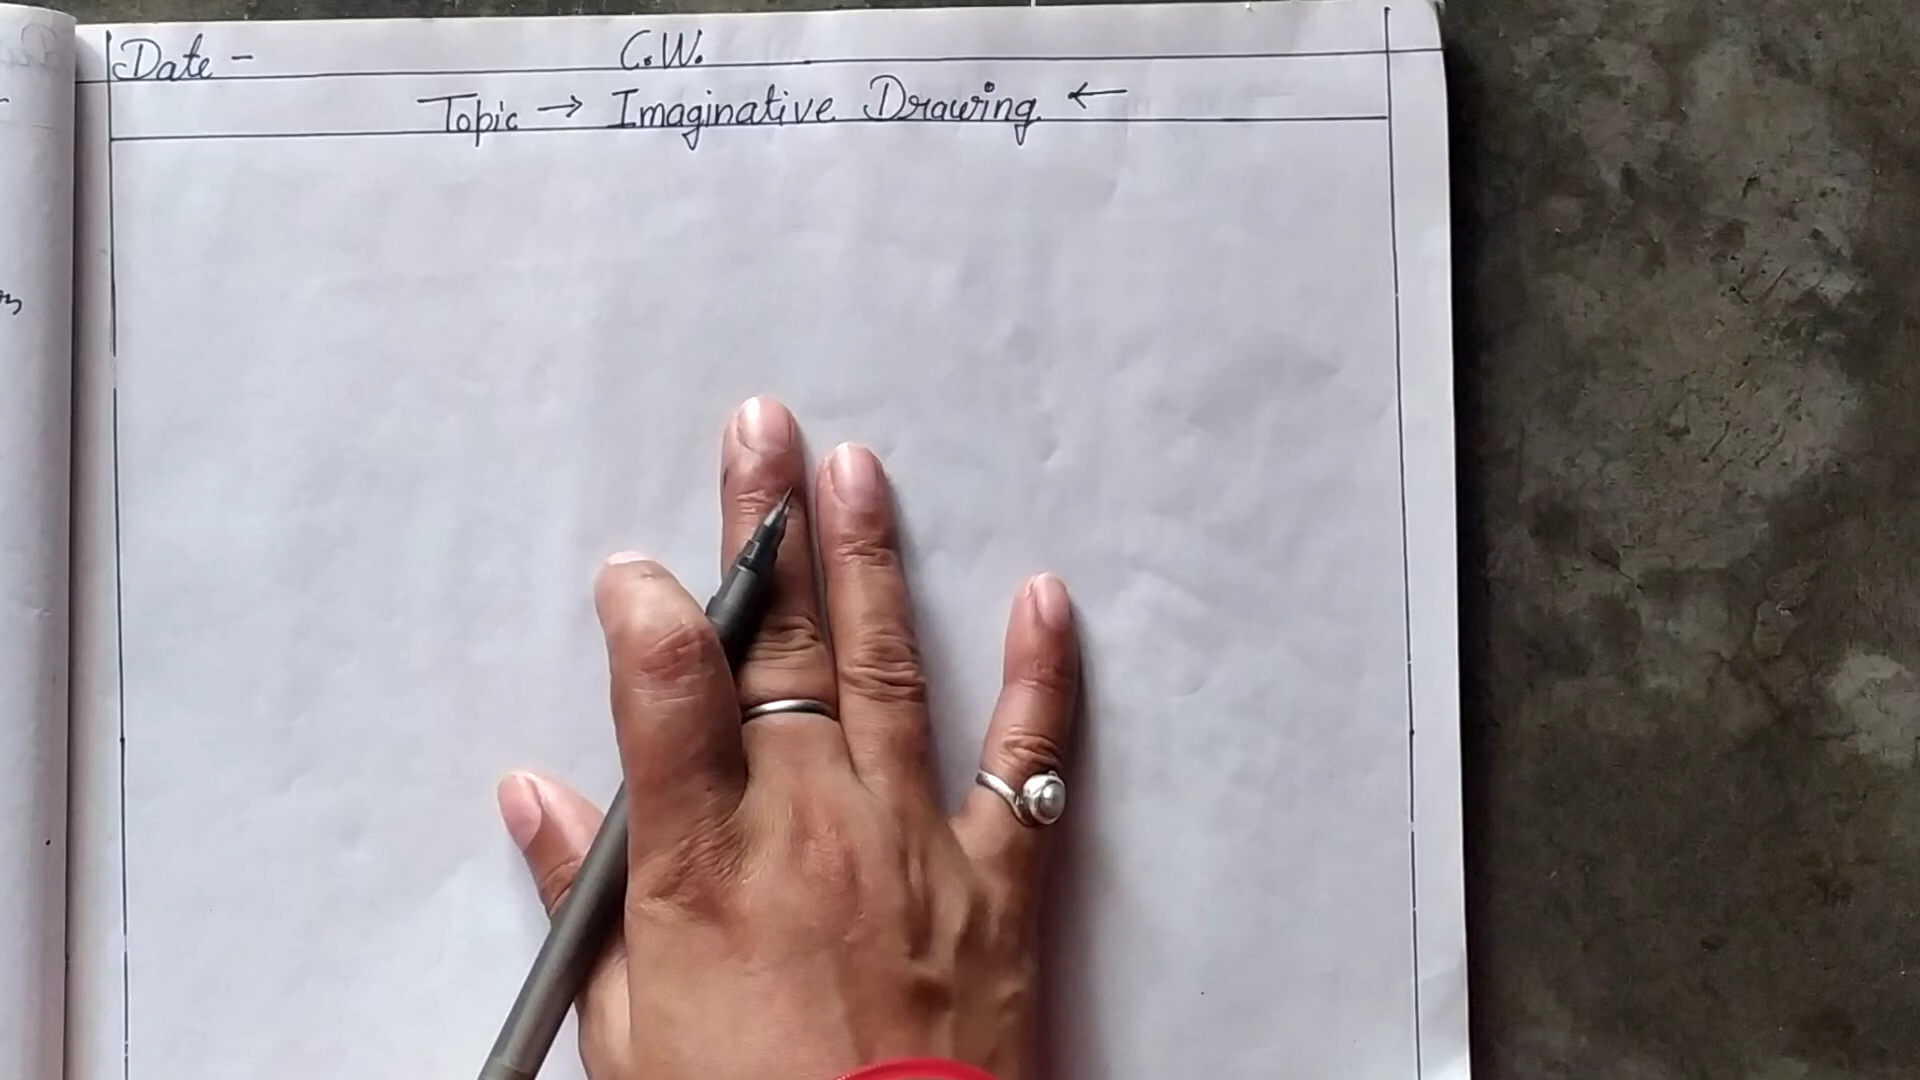 Date -
C.W.
Topic → Imaginative Drawing ←